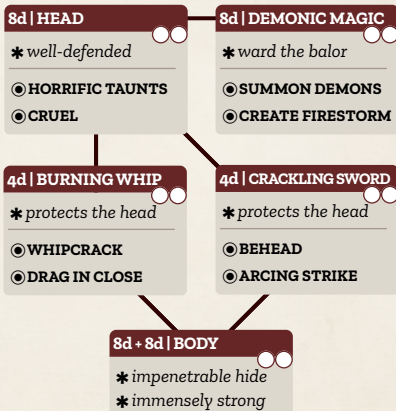 8d | HEAD
✱ well-defended
◉ HORRIFIC TAUNTS
◉ CRUEL
8d | DEMONIC MAGIC
✱ ward the balor
◉ SUMMON DEMONS
◉ CREATE FIRESTORM
4d | BURNING WHIP
✱ protects the head
◉ WHIPCRACK
◉ DRAG IN CLOSE
4d | CRACKLING SWORD
✱ protects the head
◉ BEHEAD
◉ ARCING STRIKE
8d + 8d | BODY
✱ impenetrable hide
✱ immensely strong